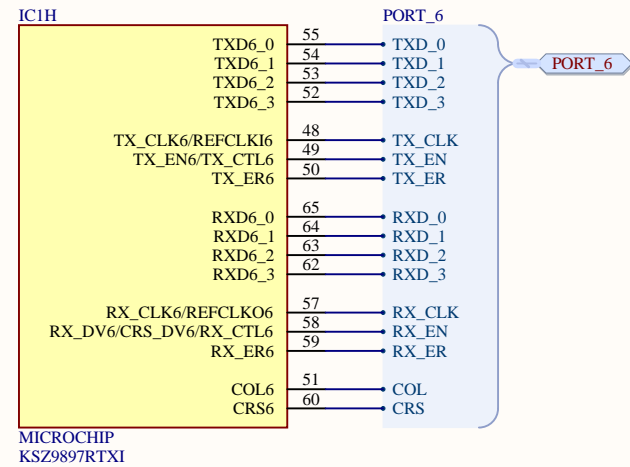 IC1H PORT_6
TXD6_0 55 TXD_0 PORT_6
TXD6_1 54 TXD_1
TXD6_2 53 TXD_2
TXD6_3 52 TXD_3
TX_CLK6/REFCLKI6 48 TX_CLK
TX_EN6/TX_CTL6 49 TX_EN
TX_ER6 50 TX_ER
RXD6_0 65 RXD_0
RXD6_1 64 RXD_1
RXD6_2 63 RXD_2
RXD6_3 62 RXD_3
RX_CLK6/REFCLKO6 57 RX_CLK
RX_DV6/CRS_DV6/RX_CTL6 58 RX_EN
RX_ER6 59 RX_ER
COL6 51 COL
CRS6 60 CRS
MICROCHIP
KSZ9897RTXI